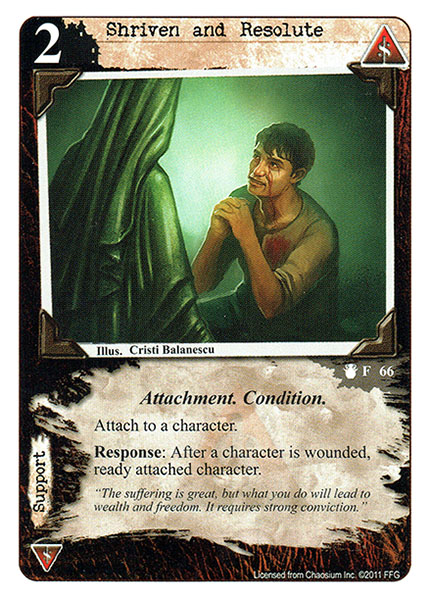 2
Shriven and Resolute
Illus. Cristi Balanescu
F 66
Attachment. Condition.
Attach to a character.
Response: After a character is wounded,
ready attached character.
“The suffering is great, but what you do will lead to
wealth and freedom. It requires strong conviction.”
Support
Licensed from Chaosium Inc. ©2011 FFG